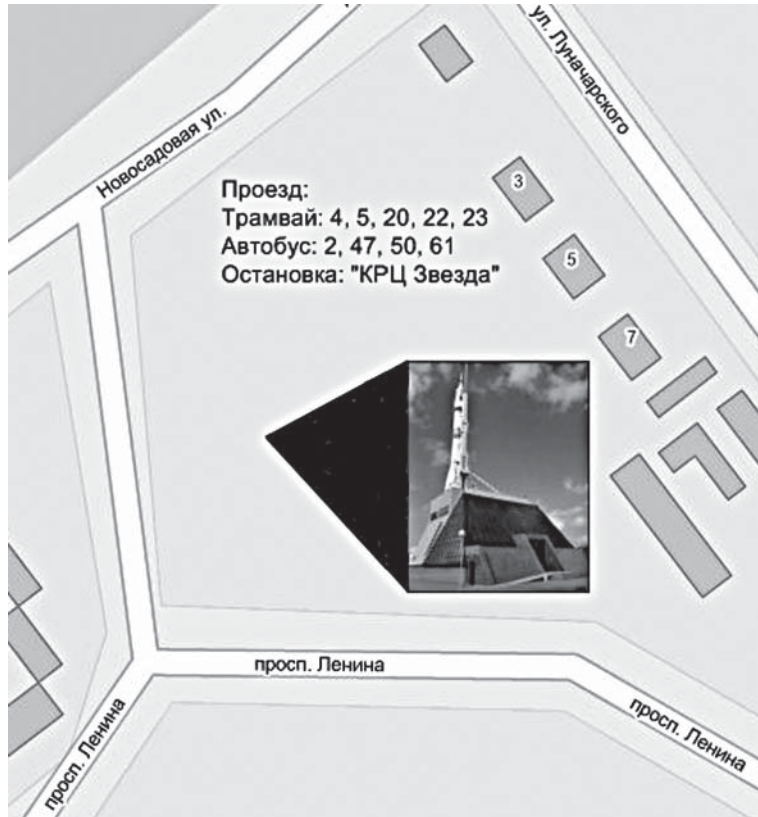 ул. Луначарского
Новосадовая ул.
3
Проезд:
Трамвай: 4, 5, 20, 22, 23
Автобус: 2, 47, 50, 61
Остановка: "КРЦ Звезда"
5
7
просп. Ленина
просп. Ленина
просп. Ленина